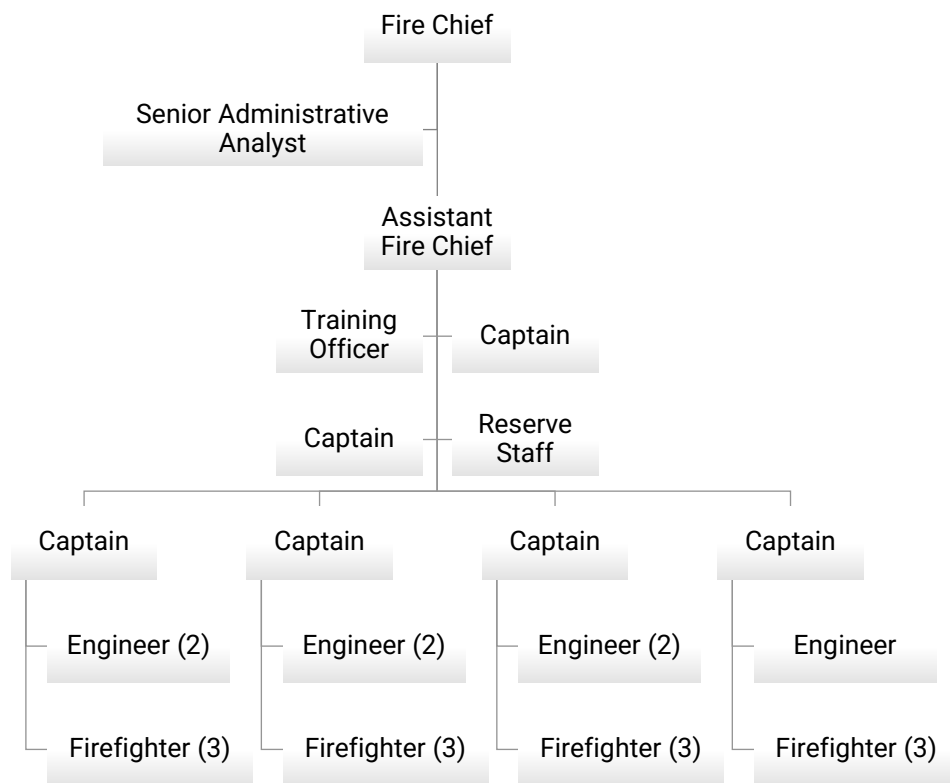 Fire Chief
Senior Administrative
Analyst
Assistant
Fire Chief
Training
Officer
Captain
Captain
Reserve
Staff
Captain
Captain
Captain
Captain
Engineer (2)
Engineer (2)
Engineer (2)
Engineer
Firefighter (3)
Firefighter (3)
Firefighter (3)
Firefighter (3)